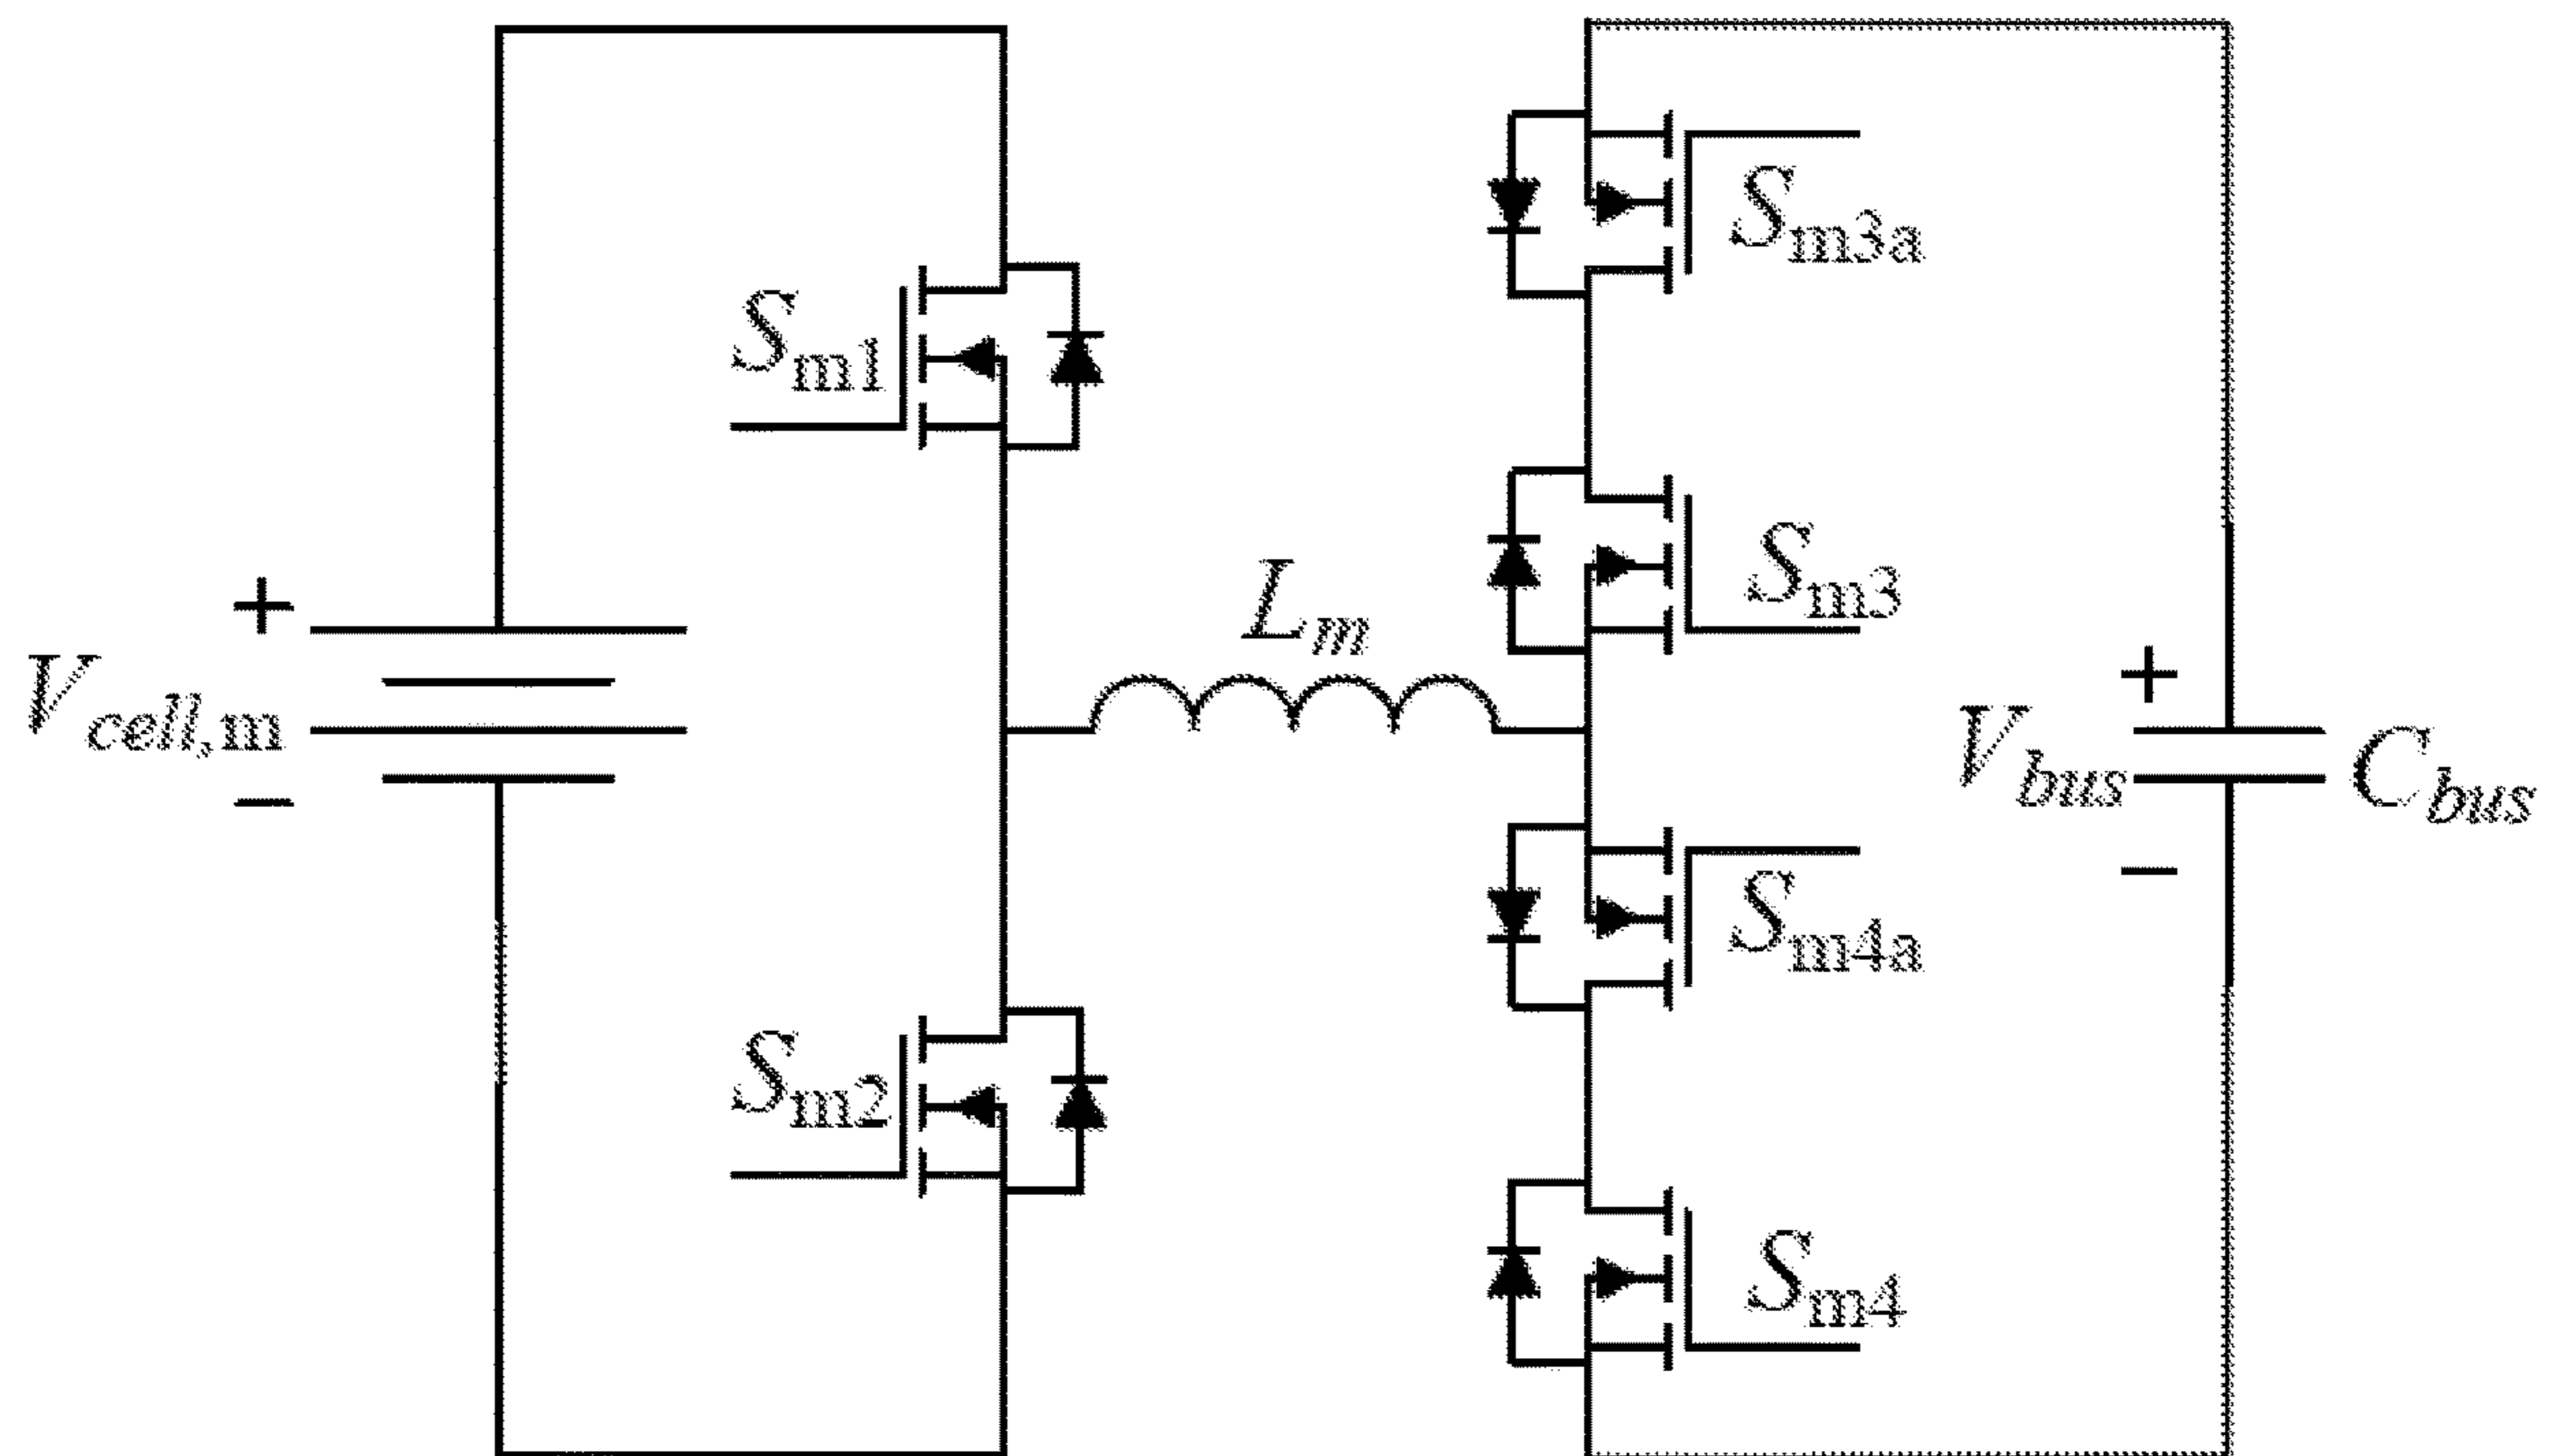 S_m3a
S_m1
S_m3
L_m
+
V_cell,m
−
+
V_bus
−
C_bus
S_m4a
S_m2
S_m4